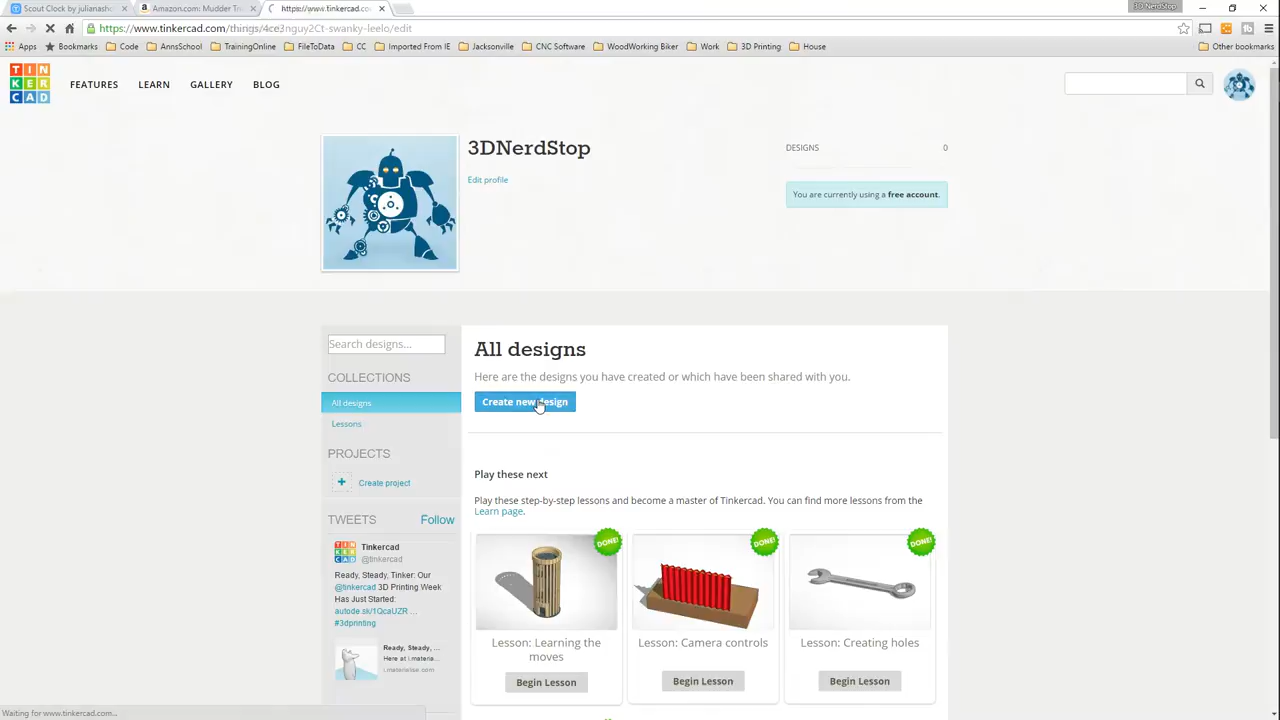 3D NerdStop
Scout Clock by julianasho
Amazon.com: Mudder Tri
https://www.tinkercad.com
https://www.tinkercad.com/things/4ce3nguy2Ct-swanky-leelo/edit
Apps Bookmarks Code AnnsSchool TrainingOnline FileToData CC Imported From IE Jacksonville CNC Software WoodWorking Biker Work 3D Printing House Other bookmarks
TIN
KER
CAD
FEATURES LEARN GALLERY BLOG
3DNerdStop
Edit profile
DESIGNS 0
You are currently using a free account.
Search designs...
COLLECTIONS
All designs
Lessons
PROJECTS
+ Create project
TWEETS Follow
Tinkercad
@tinkercad
Ready, Steady, Tinker: Our
@tinkercad 3D Printing Week
Has Just Started:
autode.sk/1QcaUZR ...
#3dprinting
Ready, Steady, ...
Here at i.materia...
i.materialise.com
All designs
Here are the designs you have created or which have been shared with you.
Create new design
Play these next
Play these step-by-step lessons and become a master of Tinkercad. You can find more lessons from the
Learn page.
DONE!
DONE!
DONE!
Lesson: Learning the
moves
Begin Lesson
Lesson: Camera controls
Begin Lesson
Lesson: Creating holes
Begin Lesson
Waiting for www.tinkercad.com...